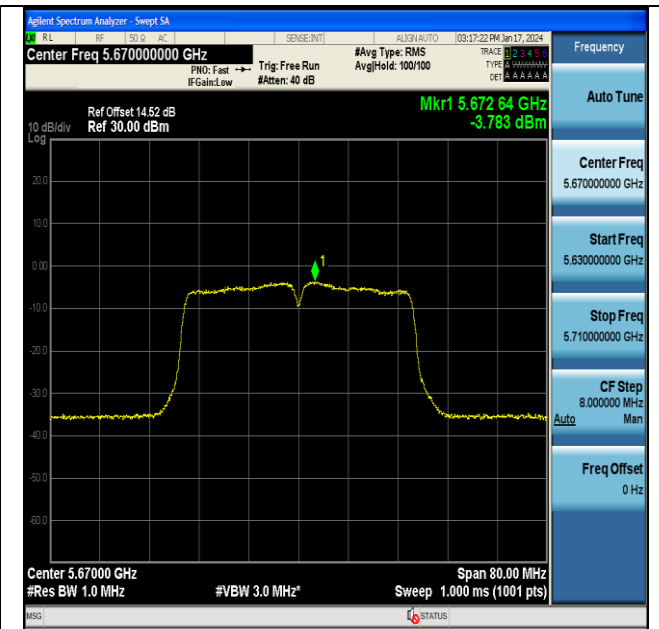 Agilent Spectrum Analyzer - Swept SA
RL RF 50 Ω AC SENSE:INT ALIGN AUTO 03:17:22 PM Jan 17, 2024
Center Freq 5.670000000 GHz #Avg Type: RMS TRACE 1 2 3 4 5 6
PNO: Fast Trig: Free Run Avg|Hold: 100/100 TYPE A WWWWW
IFGain:Low #Atten: 40 dB DET A A A A A A
Frequency
Auto Tune
Mkr1 5.672 64 GHz
-3.783 dBm
Ref Offset 14.52 dB
10 dB/div Ref 30.00 dBm
Log
20.0
10.0
0.00
-10.0
-20.0
-30.0
-40.0
-50.0
-60.0
1
Center Freq
5.670000000 GHz
Start Freq
5.630000000 GHz
Stop Freq
5.710000000 GHz
CF Step
8.000000 MHz
Auto Man
Freq Offset
0 Hz
Center 5.67000 GHz Span 80.00 MHz
#Res BW 1.0 MHz #VBW 3.0 MHz* Sweep 1.000 ms (1001 pts)
MSG STATUS